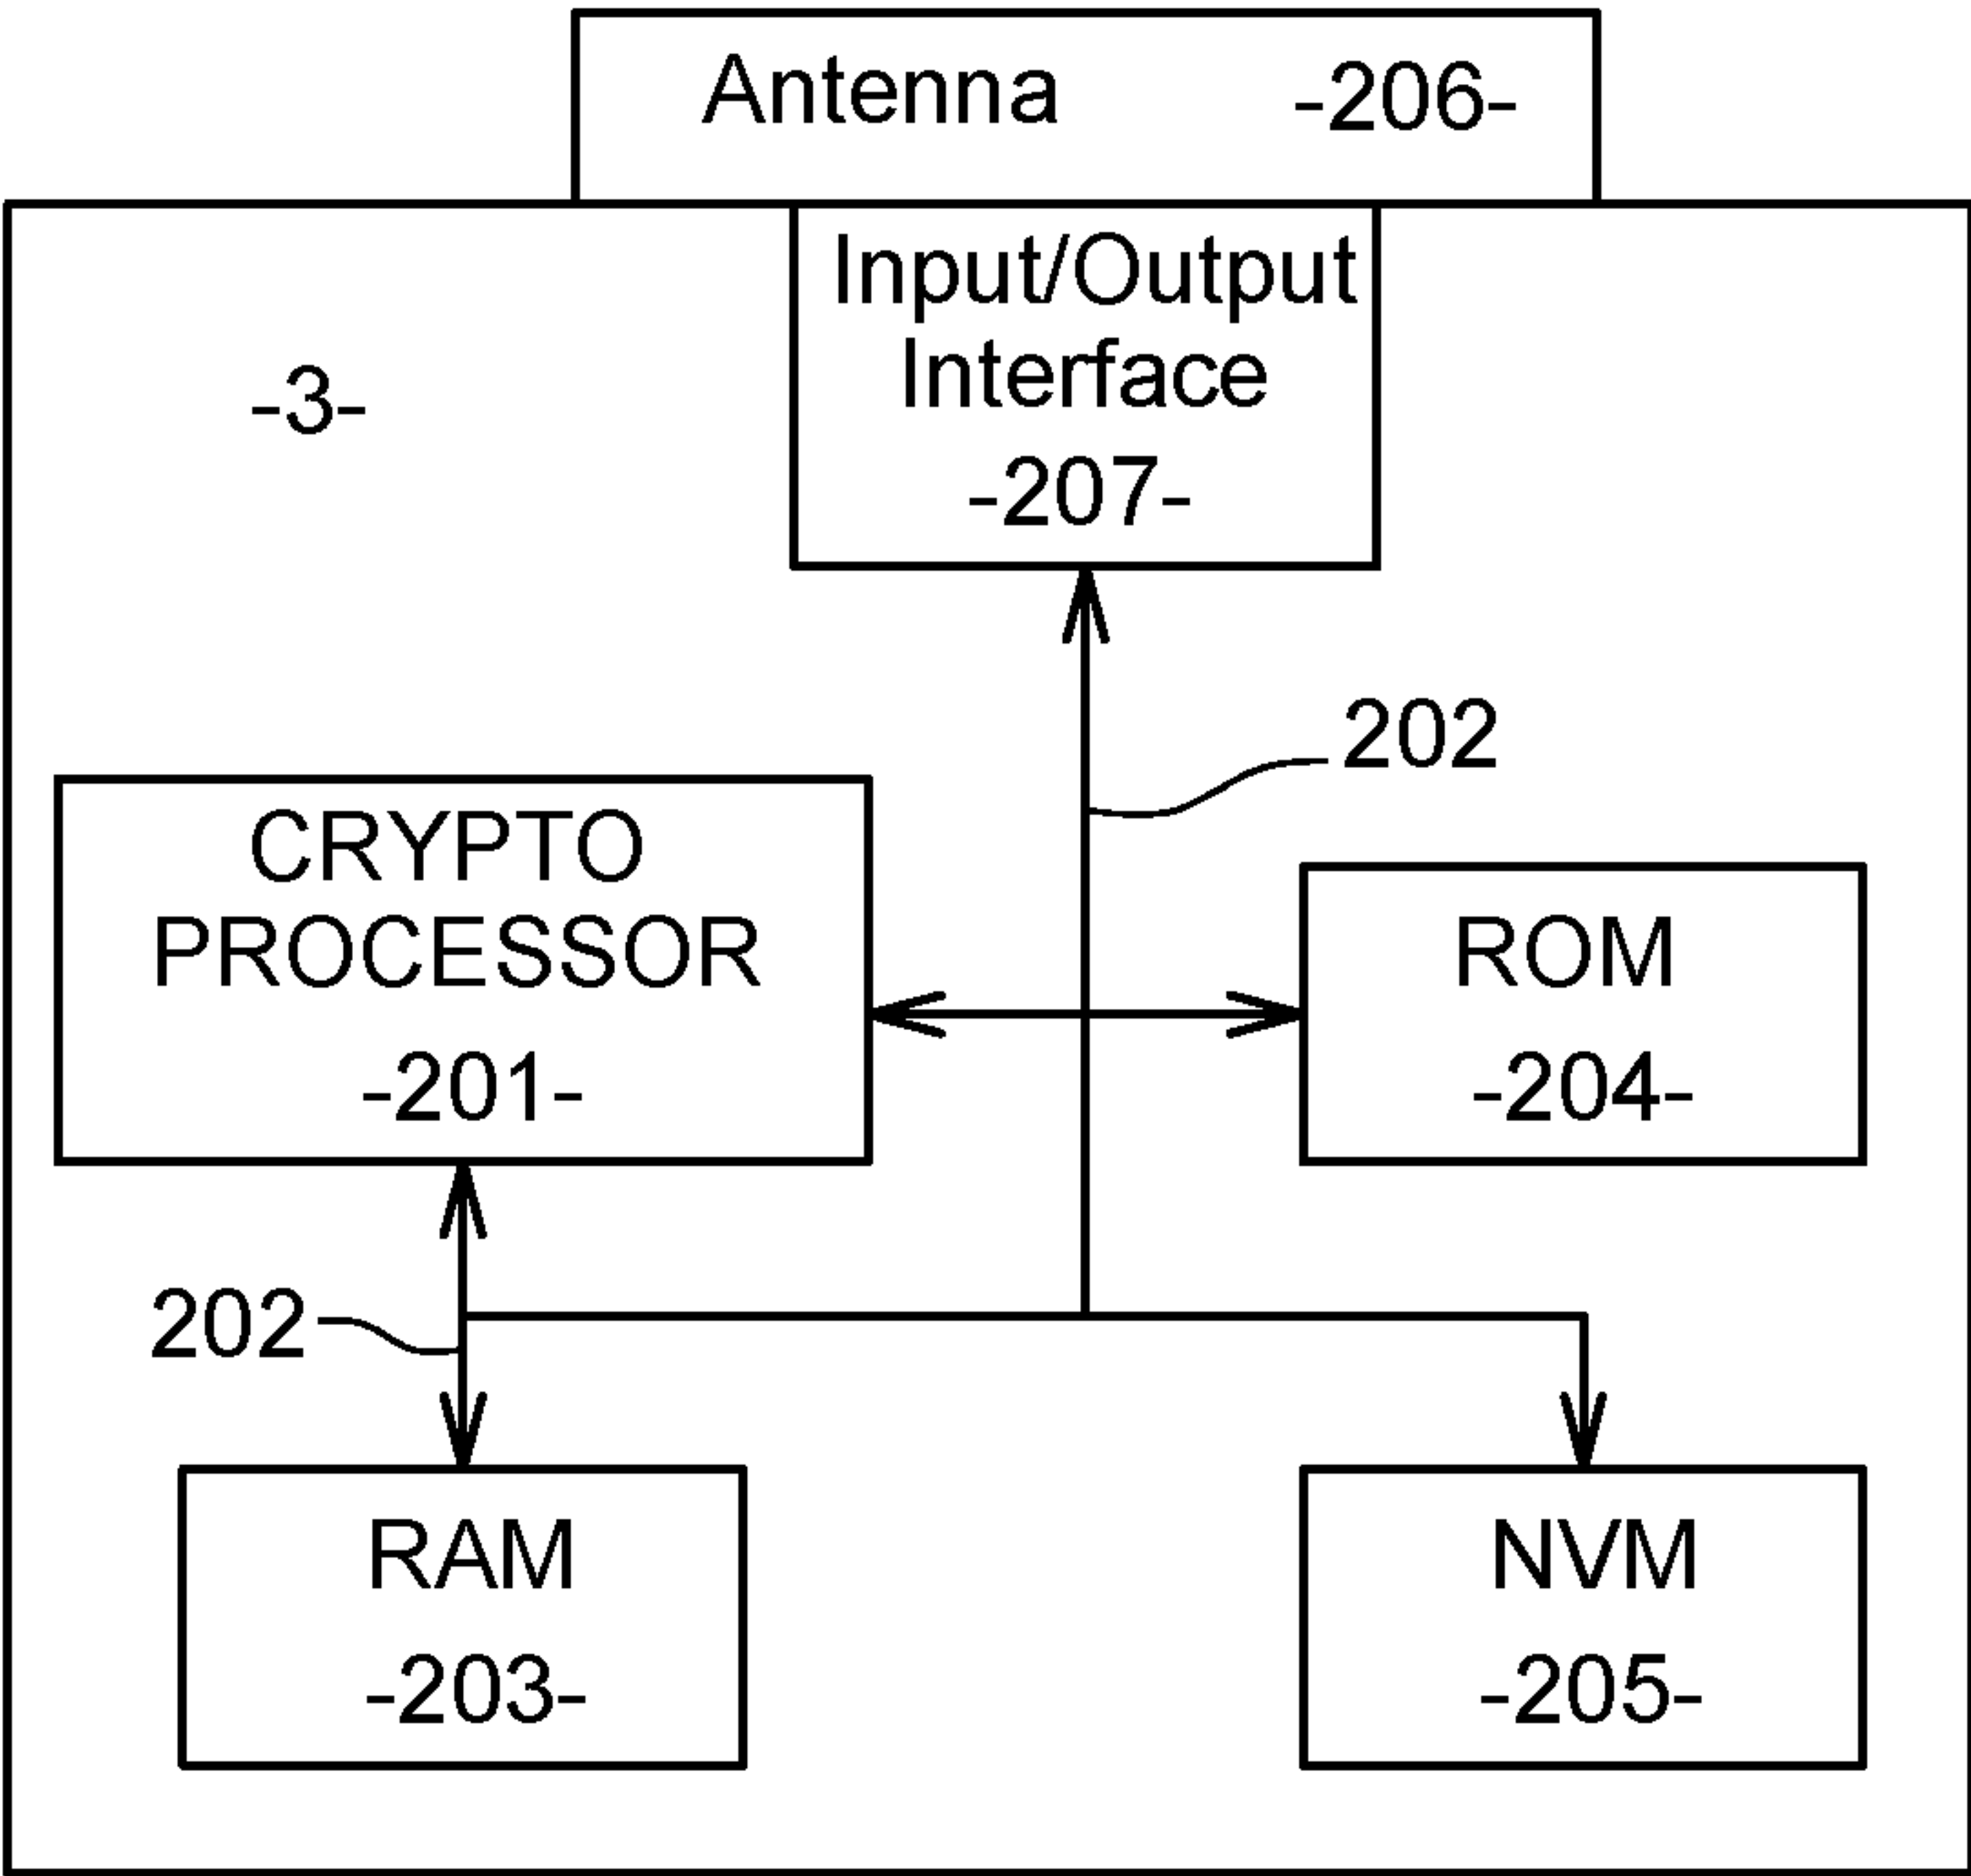 Antenna -206-
Input/Output
Interface
-207-
-3-
202
CRYPTO
PROCESSOR
-201-
ROM
-204-
202
RAM
-203-
NVM
-205-